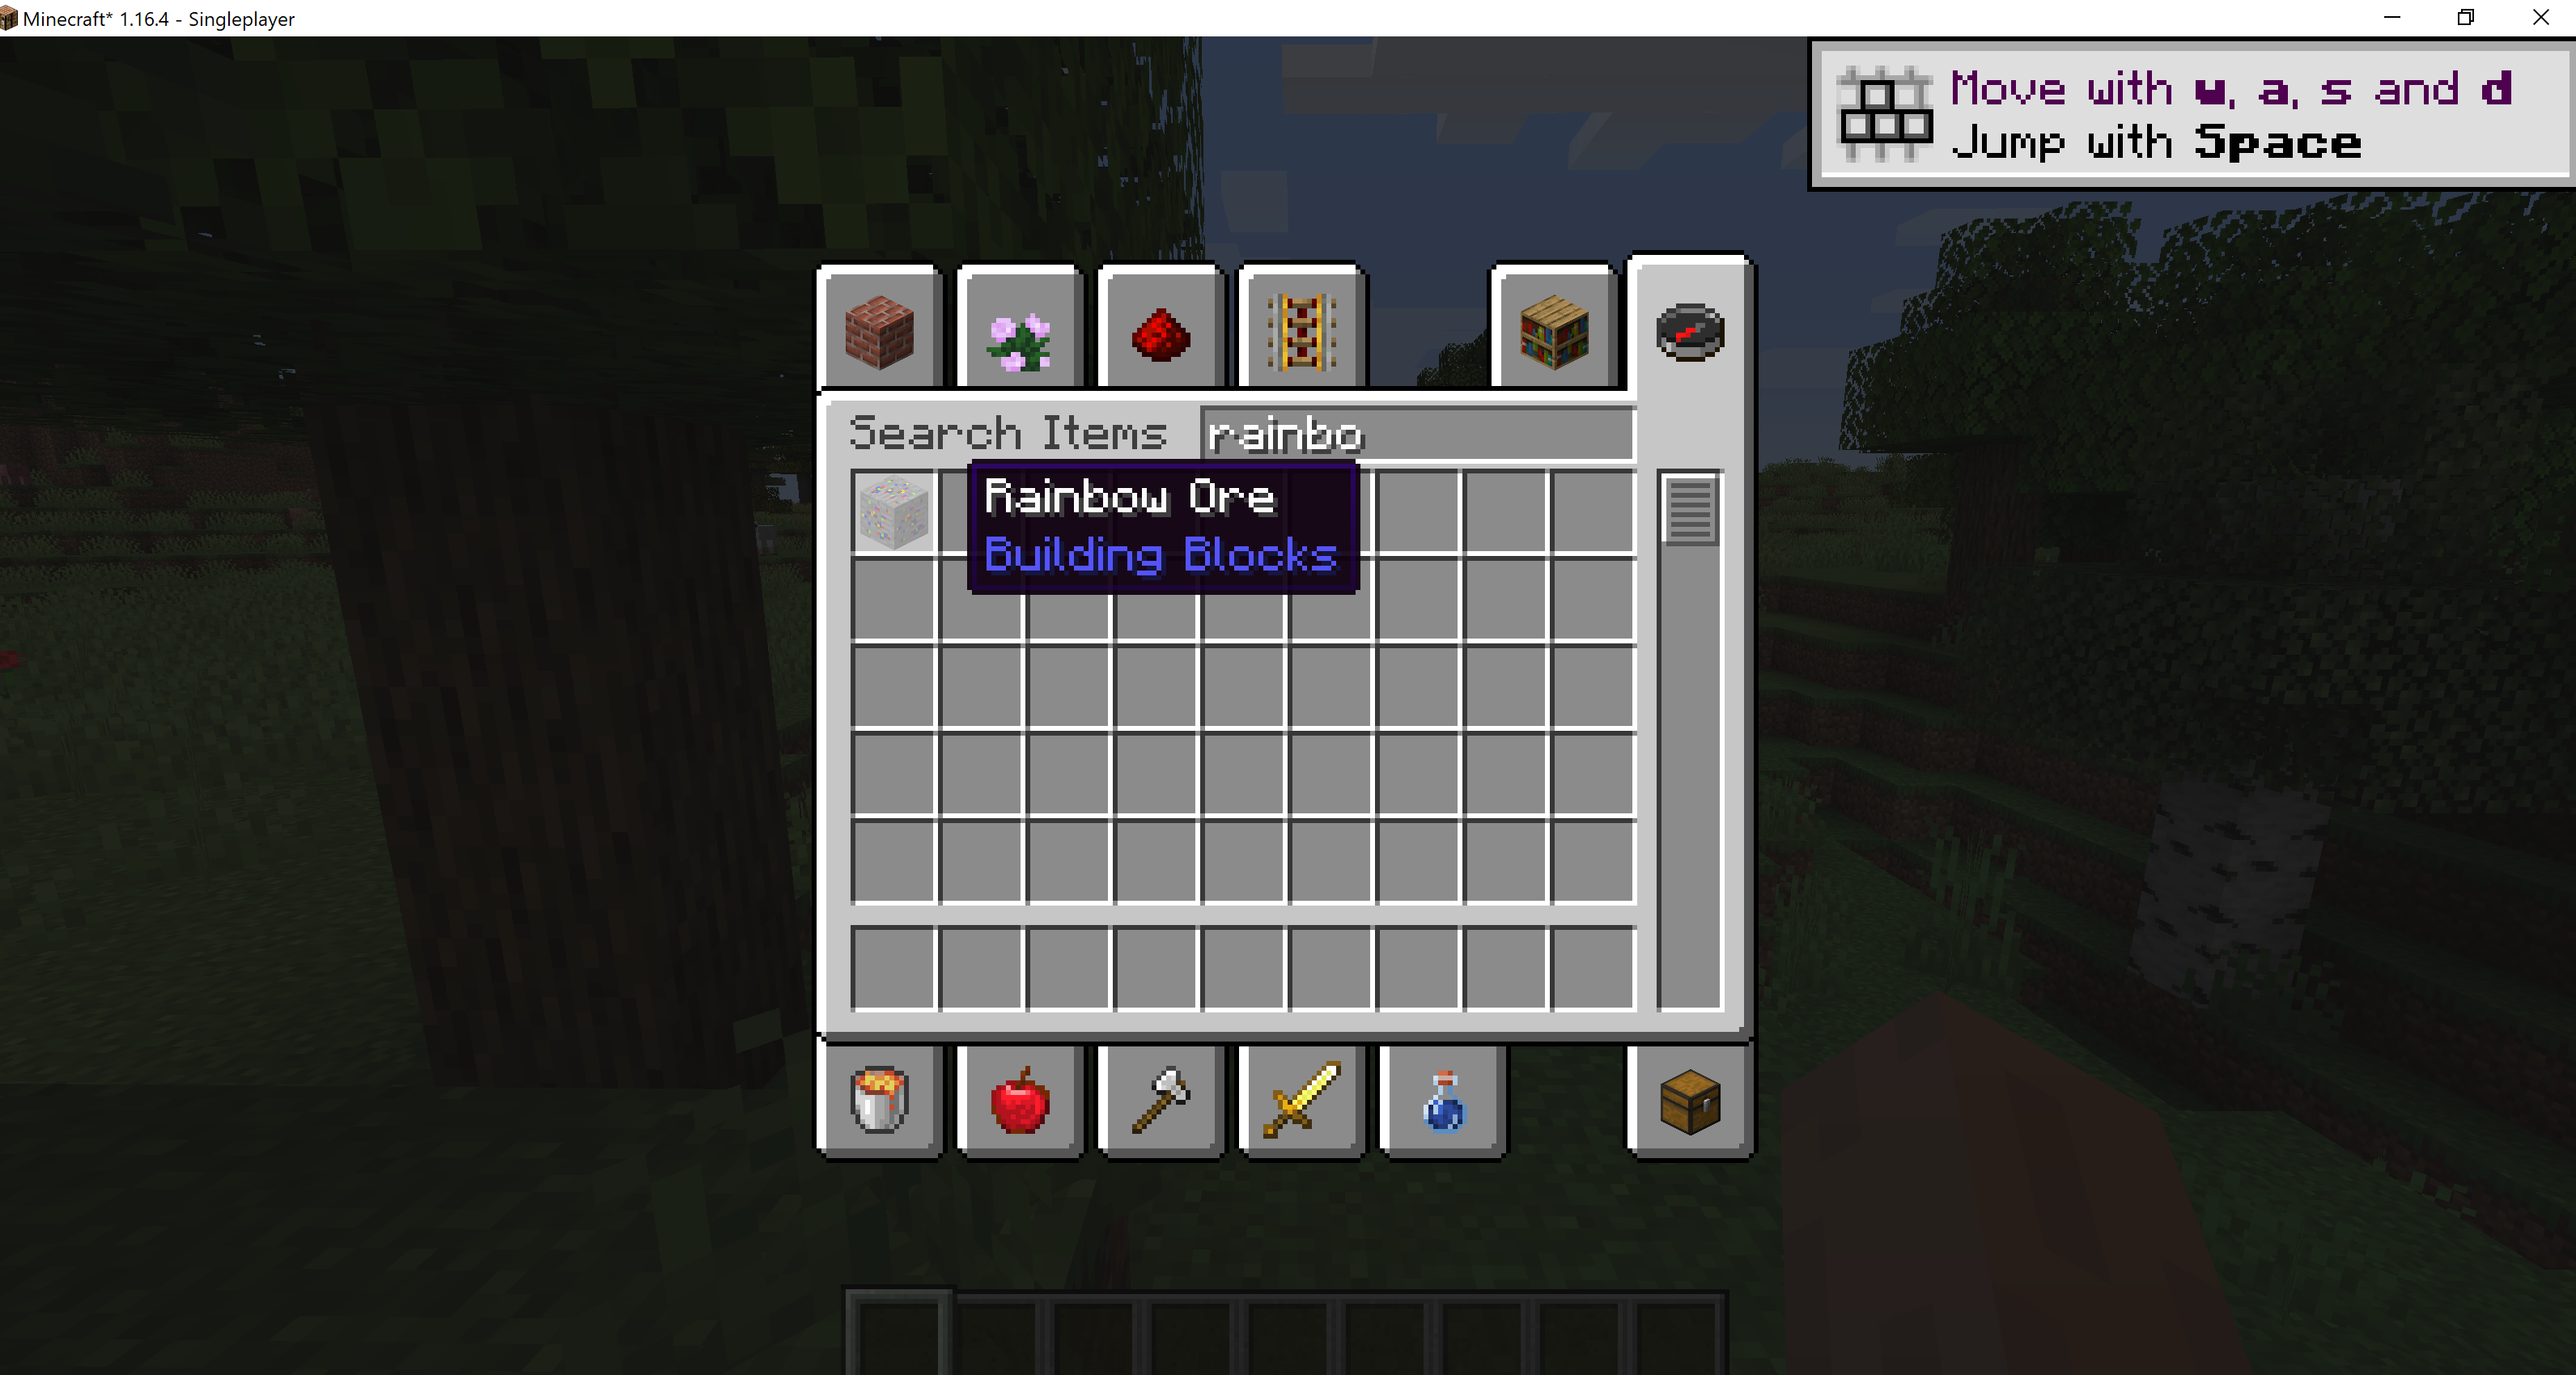 Minecraft* 1.16.4 - Singleplayer
Move with w, a, s and d
Jump with Space
Search Items rainbo
Rainbow Ore
Building Blocks